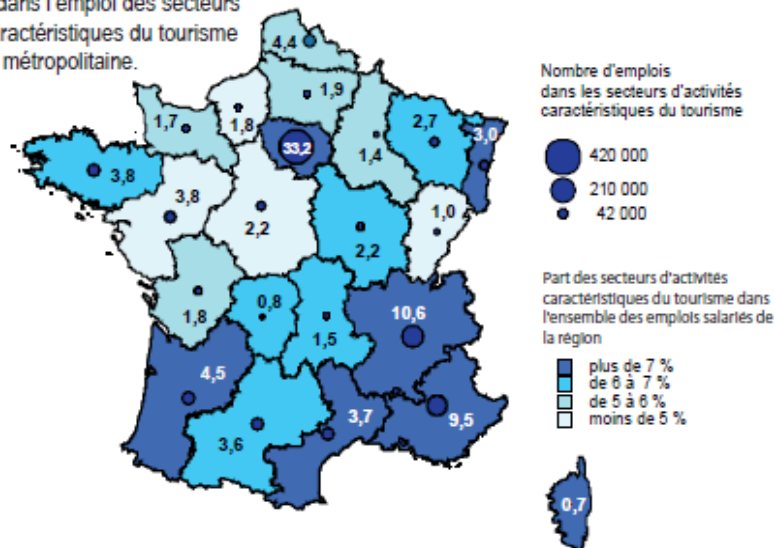 dans l'emploi des secteurs
ractéristiques du tourisme
métropolitaine.
4,4
1,9
1,7
1,8
33,2
1,4
2,7
3,0
3,8
3,8
2,2
2,2
1,0
1,8
0,8
1,5
10,6
4,5
3,6
3,7
9,5
0,7
Nombre d'emplois
dans les secteurs d'activités
caractéristiques du tourisme
420 000
210 000
42 000
Part des secteurs d'activités
caractéristiques du tourisme dans
l'ensemble des emplois salariés de
la région
plus de 7 %
de 6 à 7 %
de 5 à 6 %
moins de 5 %